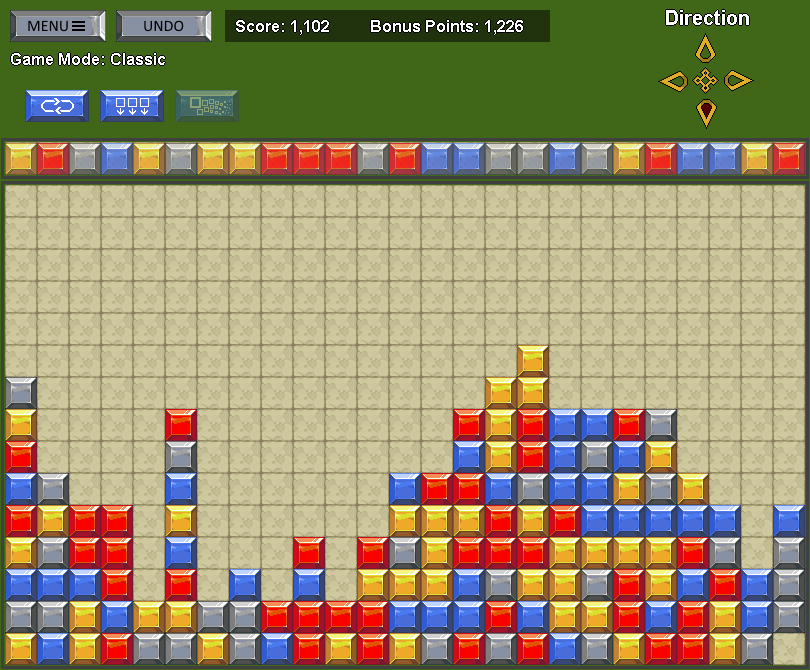 MENU
UNDO
Score: 1,102
Bonus Points: 1,226
Direction
Game Mode: Classic